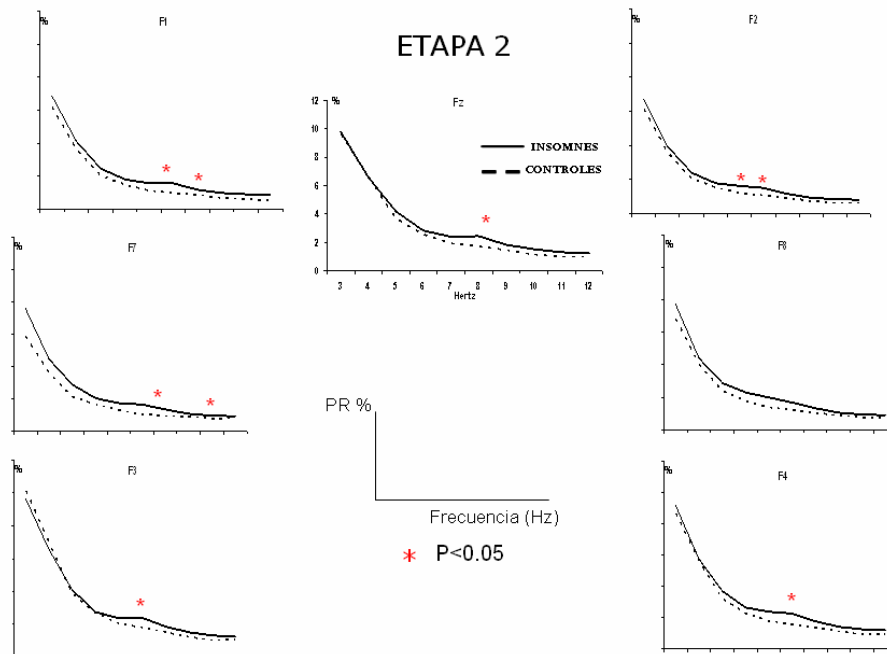 ETAPA 2
%
F1
%
F2
%
Fz
12
10
8
6
4
2
0
INSOMNES
CONTROLES
3 4 5 6 7 8 9 10 11 12
Hertz
*
*
*
*
*
%
F7
%
F8
*
*
PR %
Frecuencia (Hz)
* P<0.05
%
F3
%
F4
*
*